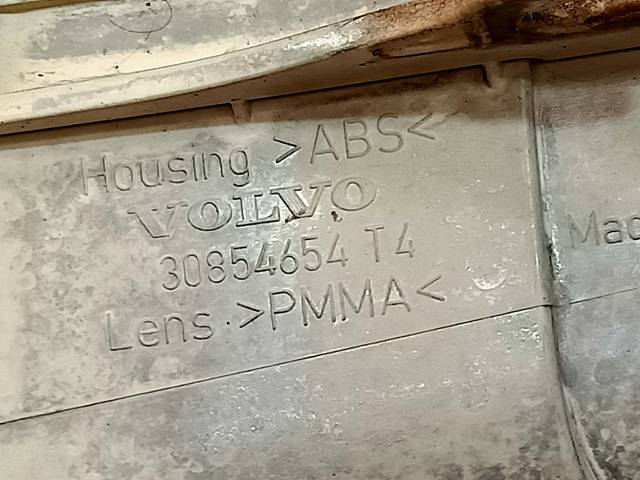 Housing >ABS<
VOLVO
30854654 T4
Lens >PMMA<